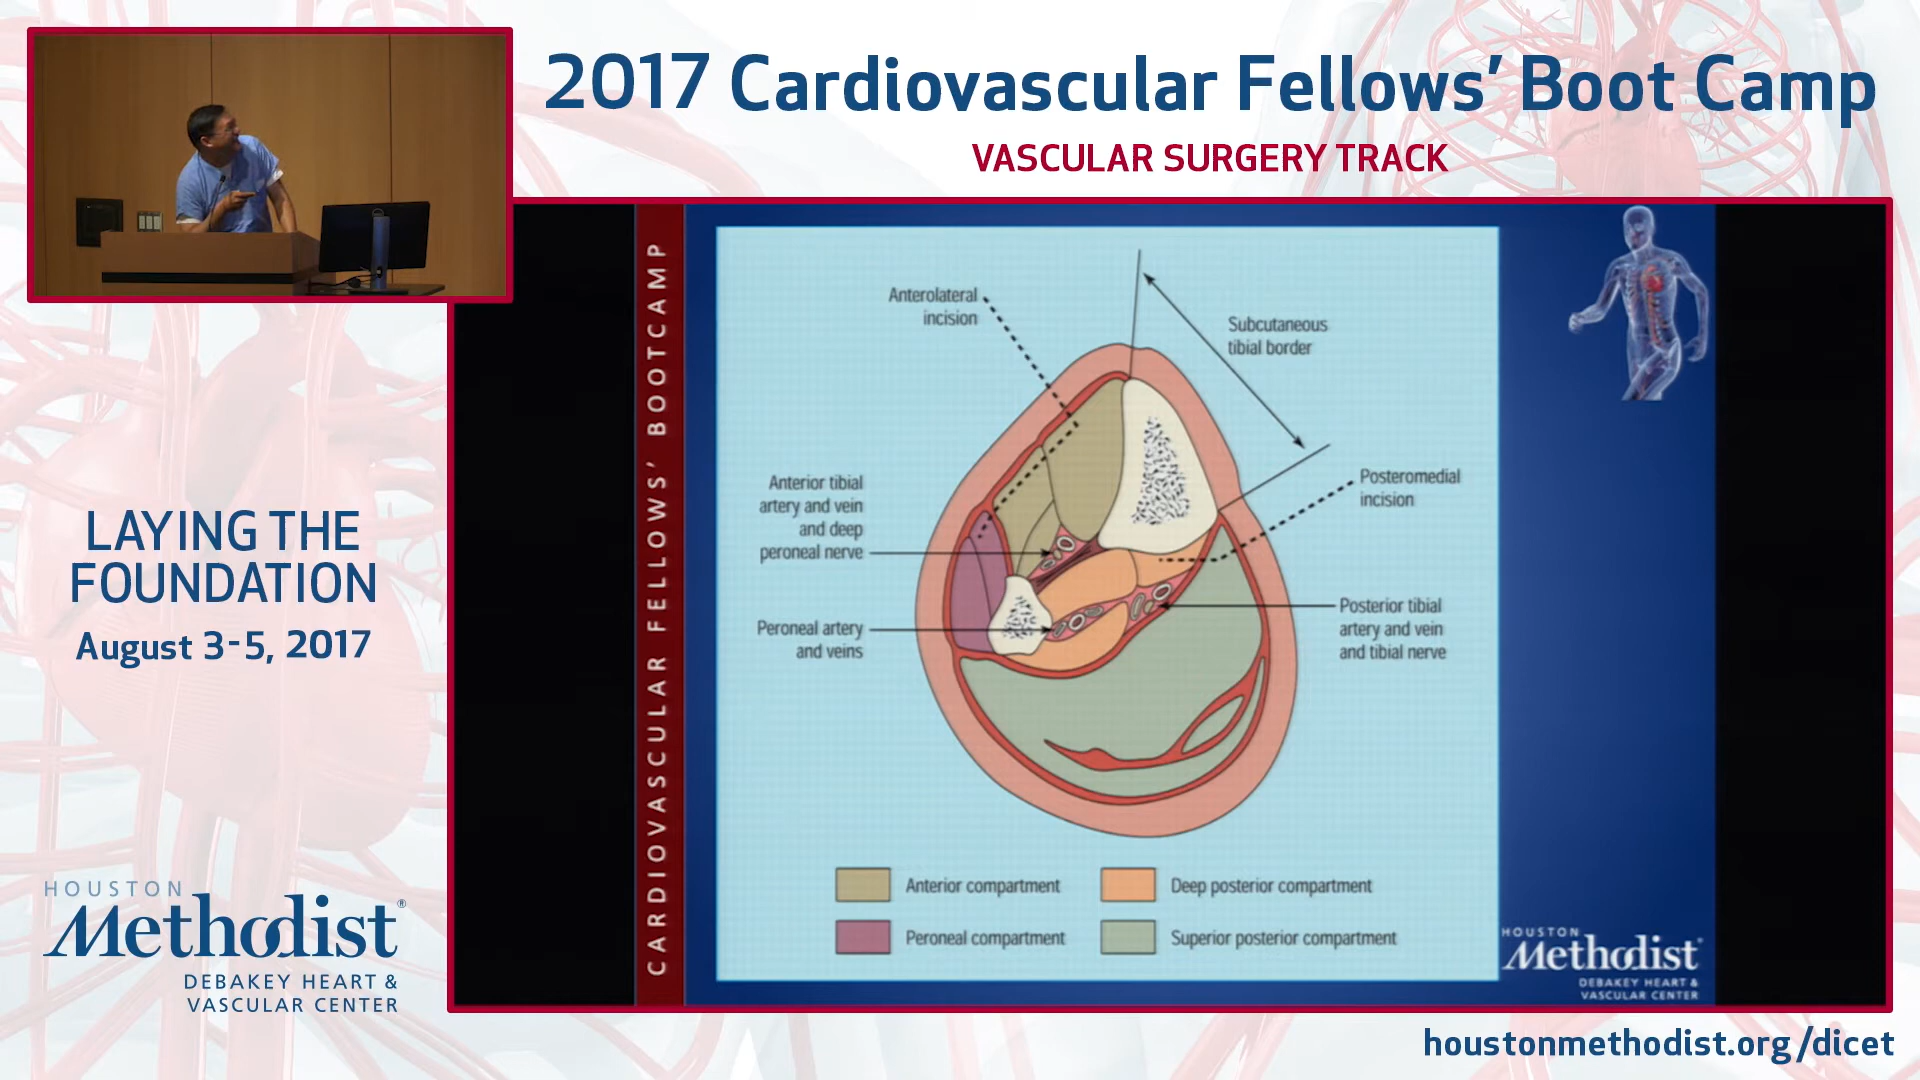 2017 Cardiovascular Fellows' Boot Camp
VASCULAR SURGERY TRACK
LAYING THE
FOUNDATION
August 3-5, 2017
HOUSTON
Methodist®
DEBAKEY HEART &
VASCULAR CENTER
CARDIOVASCULAR FELLOWS' BOOTCAMP
Anterolateral
incision
Subcutaneous
tibial border
Anterior tibial
artery and vein
and deep
peroneal nerve
Posteromedial
incision
Peroneal artery
and veins
Posterior tibial
artery and vein
and tibial nerve
Anterior compartment
Deep posterior compartment
Peroneal compartment
Superior posterior compartment
HOUSTON
Methodist
DEBAKEY HEART &
VASCULAR CENTER
houstonmethodist.org/dicet